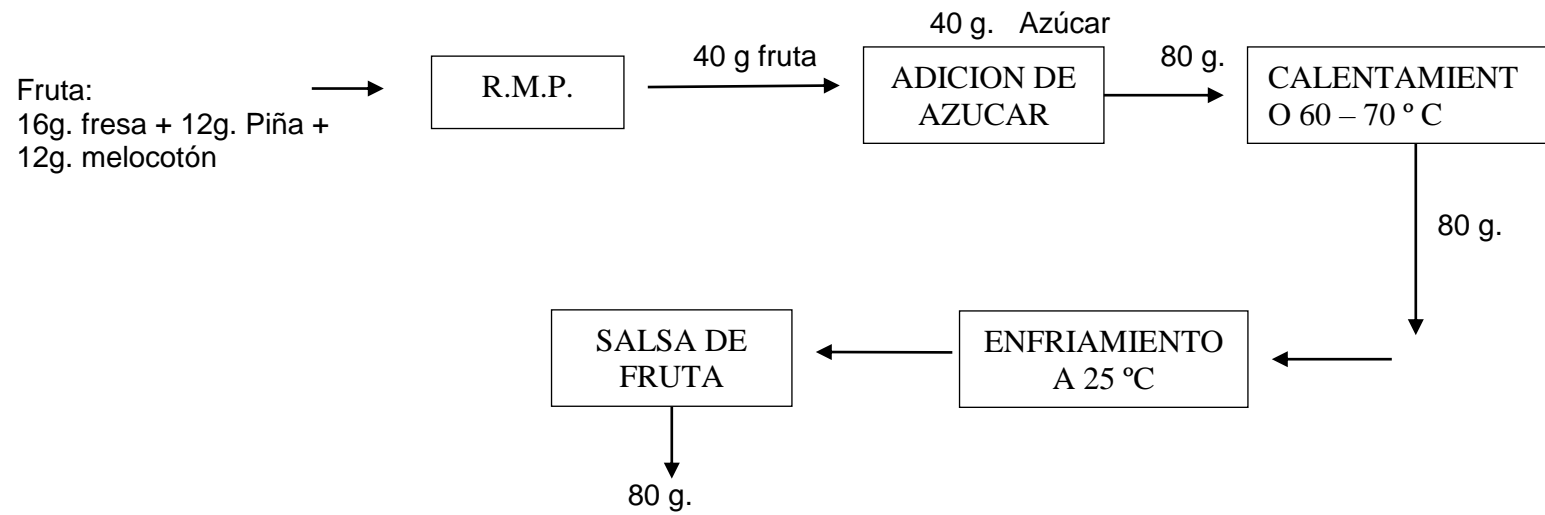 Fruta:
16g. fresa + 12g. Piña +
12g. melocotón
R.M.P.
40 g fruta
40 g. Azúcar
ADICION DE
AZUCAR
80 g.
CALENTAMIENT
O 60 – 70 º C
80 g.
ENFRIAMIENTO
A 25 ºC
SALSA DE
FRUTA
80 g.